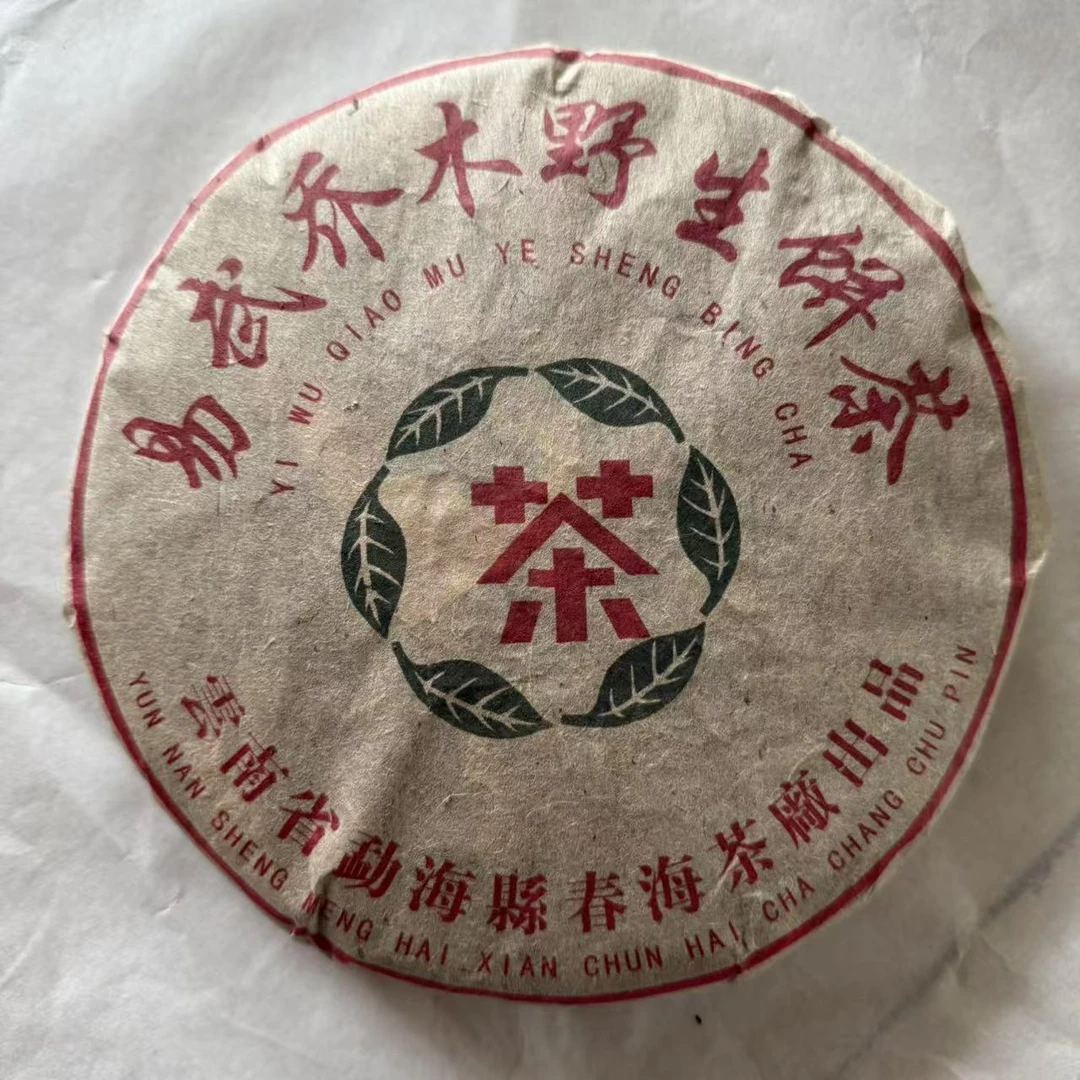 易武乔木野生饼茶
YI WU QIAO MU YE SHENG BING CHA
茶
雲南省勐海縣春海茶廠出品
YUN NAN SHENG MENG HAI XIAN CHUN HAI CHA CHANG CHU PIN